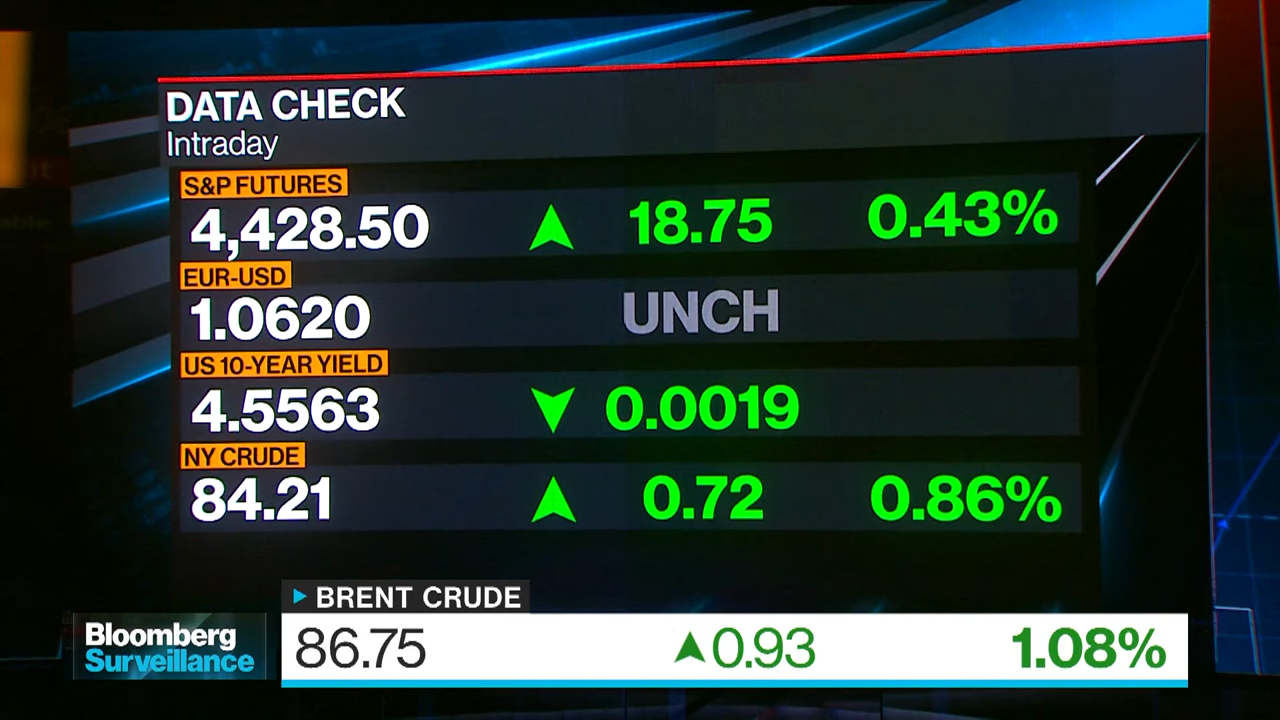 DATA CHECK
Intraday
S&P FUTURES
4,428.50 ▲ 18.75 0.43%
EUR-USD
1.0620 UNCH
US 10-YEAR YIELD
4.5563 ▼ 0.0019
NY CRUDE
84.21 ▲ 0.72 0.86%
BRENT CRUDE
86.75 ▲0.93 1.08%
Bloomberg
Surveillance